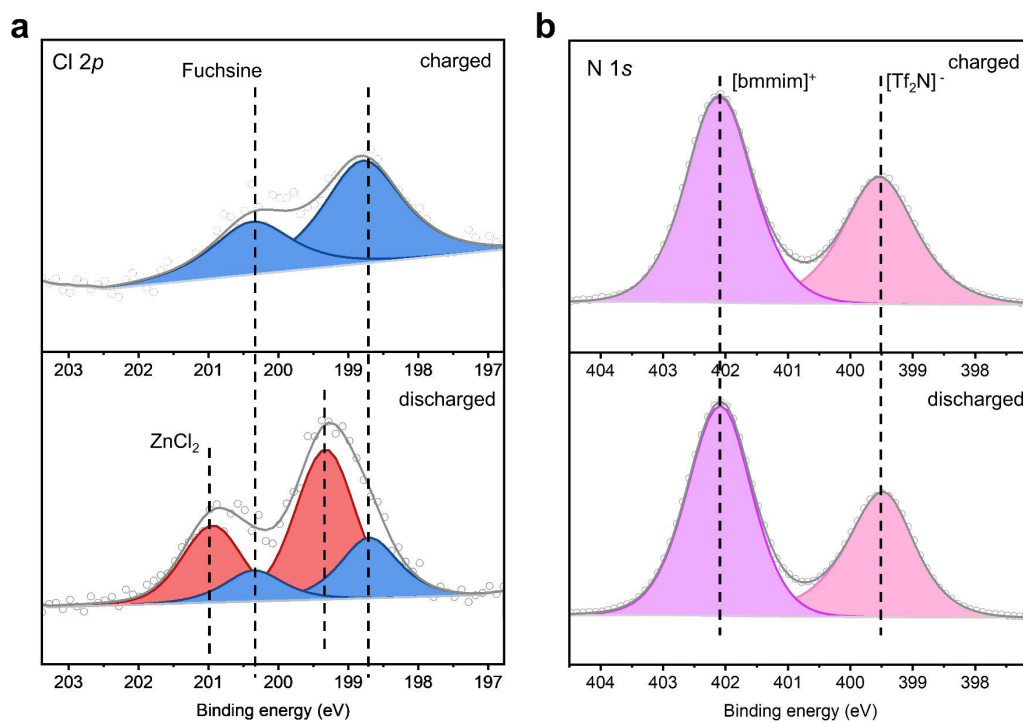 a
Cl 2p
charged
Fuchsine
203 202 201 200 199 198 197
discharged
ZnCl₂
203 202 201 200 199 198 197
Binding energy (eV)
b
N 1s
charged
[bmmim]⁺
[Tf₂N]⁻
404 403 402 401 400 399 398
discharged
404 403 402 401 400 399 398
Binding energy (eV)